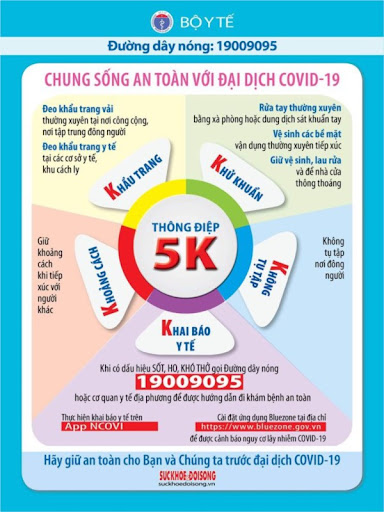 BỘ Y TẾ
Đường dây nóng: 19009095
CHUNG SỐNG AN TOÀN VỚI ĐẠI DỊCH COVID-19
Đeo khẩu trang vải
thường xuyên tại nơi công cộng,
nơi tập trung đông người
Đeo khẩu trang y tế
tại các cơ sở y tế,
khu cách ly
Rửa tay thường xuyên
bằng xà phòng hoặc dung dịch sát khuẩn tay
Vệ sinh các bề mặt
vận dụng thường xuyên tiếp xúc
Giữ vệ sinh, lau rửa
và để nhà cửa
thông thoáng
KHẨU TRANG
KHỬ KHUẨN
THÔNG ĐIỆP
5K
Giữ
khoảng
cách
khi tiếp
xúc với
người
khác
KHOẢNG CÁCH
KHÔNG
TỤ TẬP
Không
tụ tập
nơi đông
người
KHAI BÁO
Y TẾ
Khi có dấu hiệu SỐT, HO, KHÓ THỞ gọi Đường dây nóng
19009095
hoặc cơ quan y tế địa phương để được hướng dẫn đi khám bệnh an toàn
Thực hiện khai báo y tế trên
App NCOVI
Cài đặt ứng dụng Bluezone tại địa chỉ
https://www.bluezone.gov.vn
để được cảnh báo nguy cơ lây nhiễm COVID-19
Hãy giữ an toàn cho Bạn và Chúng ta trước đại dịch COVID-19
SUCKHOE&ĐOISONG
suckhoedoisong.vn